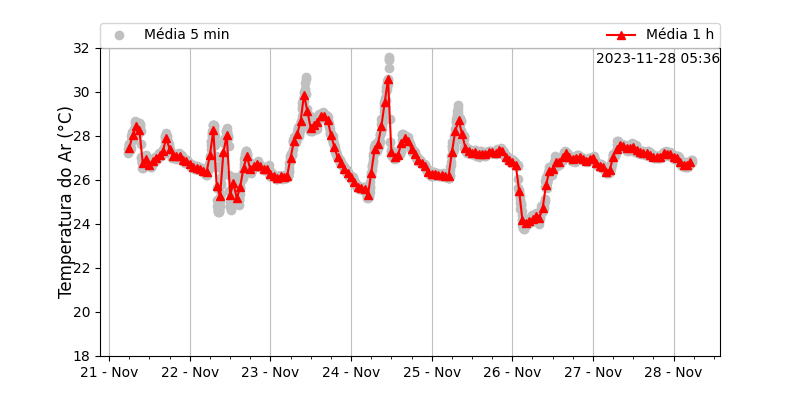 Média 5 min
Média 1 h
2023-11-28 05:36
Temperatura do Ar (°C)
32
30
28
26
24
22
20
18
21 - Nov
22 - Nov
23 - Nov
24 - Nov
25 - Nov
26 - Nov
27 - Nov
28 - Nov